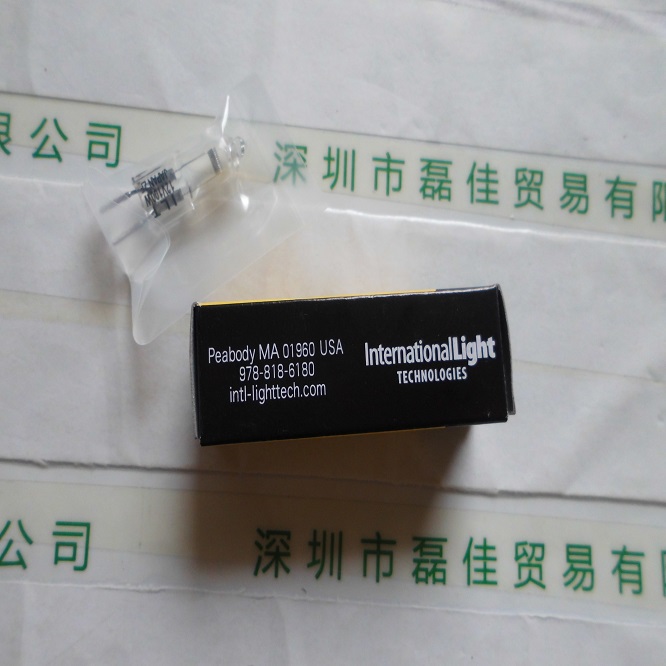 限公司
深圳市磊佳贸易有限
Peabody MA 01960 USA
978-818-6180
intl-lighttech.com
InternationalLight
TECHNOLOGIES
公司
深圳市磊佳贸易有限